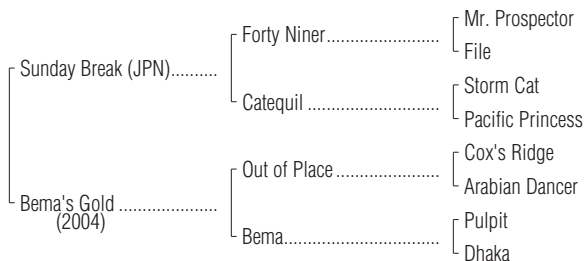 Mr. Prospector
Forty Niner
File
Sunday Break (JPN)
Storm Cat
Catequil
Pacific Princess
Cox's Ridge
Out of Place
Arabian Dancer
Bema's Gold
(2004)
Pulpit
Bema
Dhaka